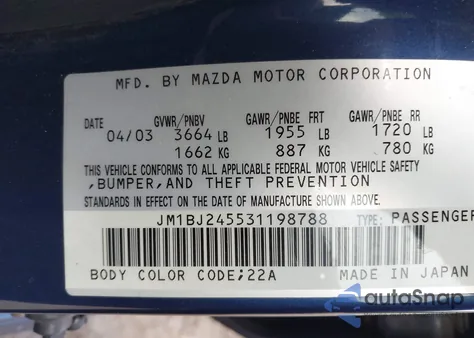 MFD. BY MAZDA MOTOR CORPORATION
DATE GVWR/PNBV GAWR/PNBE FRT GAWR/PNBE RR
04/03 3664 LB 1955 LB 1720 LB
1662 KG 887 KG 780 KG
THIS VEHICLE CONFORMS TO ALL APPLICABLE FEDERAL MOTOR VEHICLE SAFETY
,BUMPER,AND THEFT PREVENTION
STANDARDS IN EFFECT ON THE DATE OF MANUFACTURE SHOWN ABOVE.
JM1BJ245531198788 TYPE: PASSENGER
BODY COLOR CODE;22A MADE IN JAPAN
autoSnap